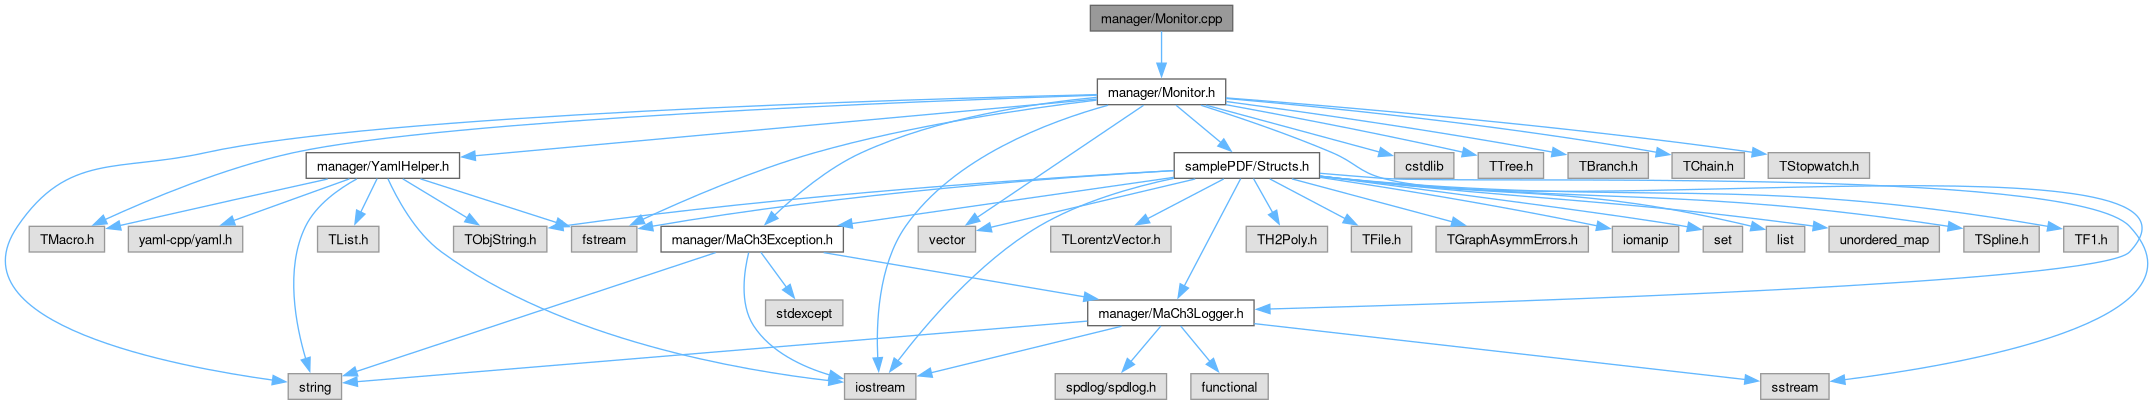 manager/Monitor.cpp
manager/Monitor.h
manager/YamlHelper.h
samplePDF/Structs.h
cstdlib
TTree.h
TBranch.h
TChain.h
TStopwatch.h
TMacro.h
yaml-cpp/yaml.h
TList.h
TObjString.h
fstream
manager/MaCh3Exception.h
vector
TLorentzVector.h
TH2Poly.h
TFile.h
TGraphAsymmErrors.h
iomanip
set
list
unordered_map
TSpline.h
TF1.h
stdexcept
manager/MaCh3Logger.h
string
iostream
spdlog/spdlog.h
functional
sstream